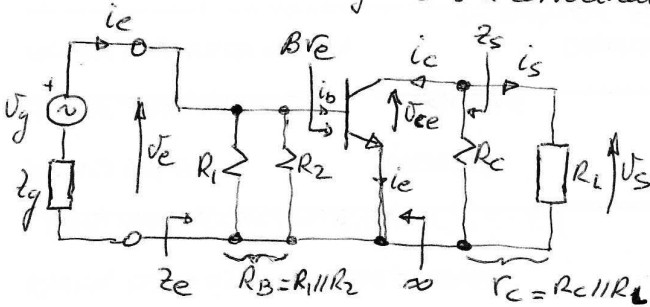 ie
Bre
ic
Zs
is
+
ib
vg
vce
ve
R1
R2
Rc
RL
vs
Zg
ie
Ze
RB=R1//R2
∞
rc=Rc//RL